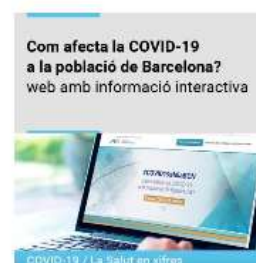 Com afecta la COVID-19
a la població de Barcelona?
web amb informació interactiva
COVID-19 / La Salut en xifres